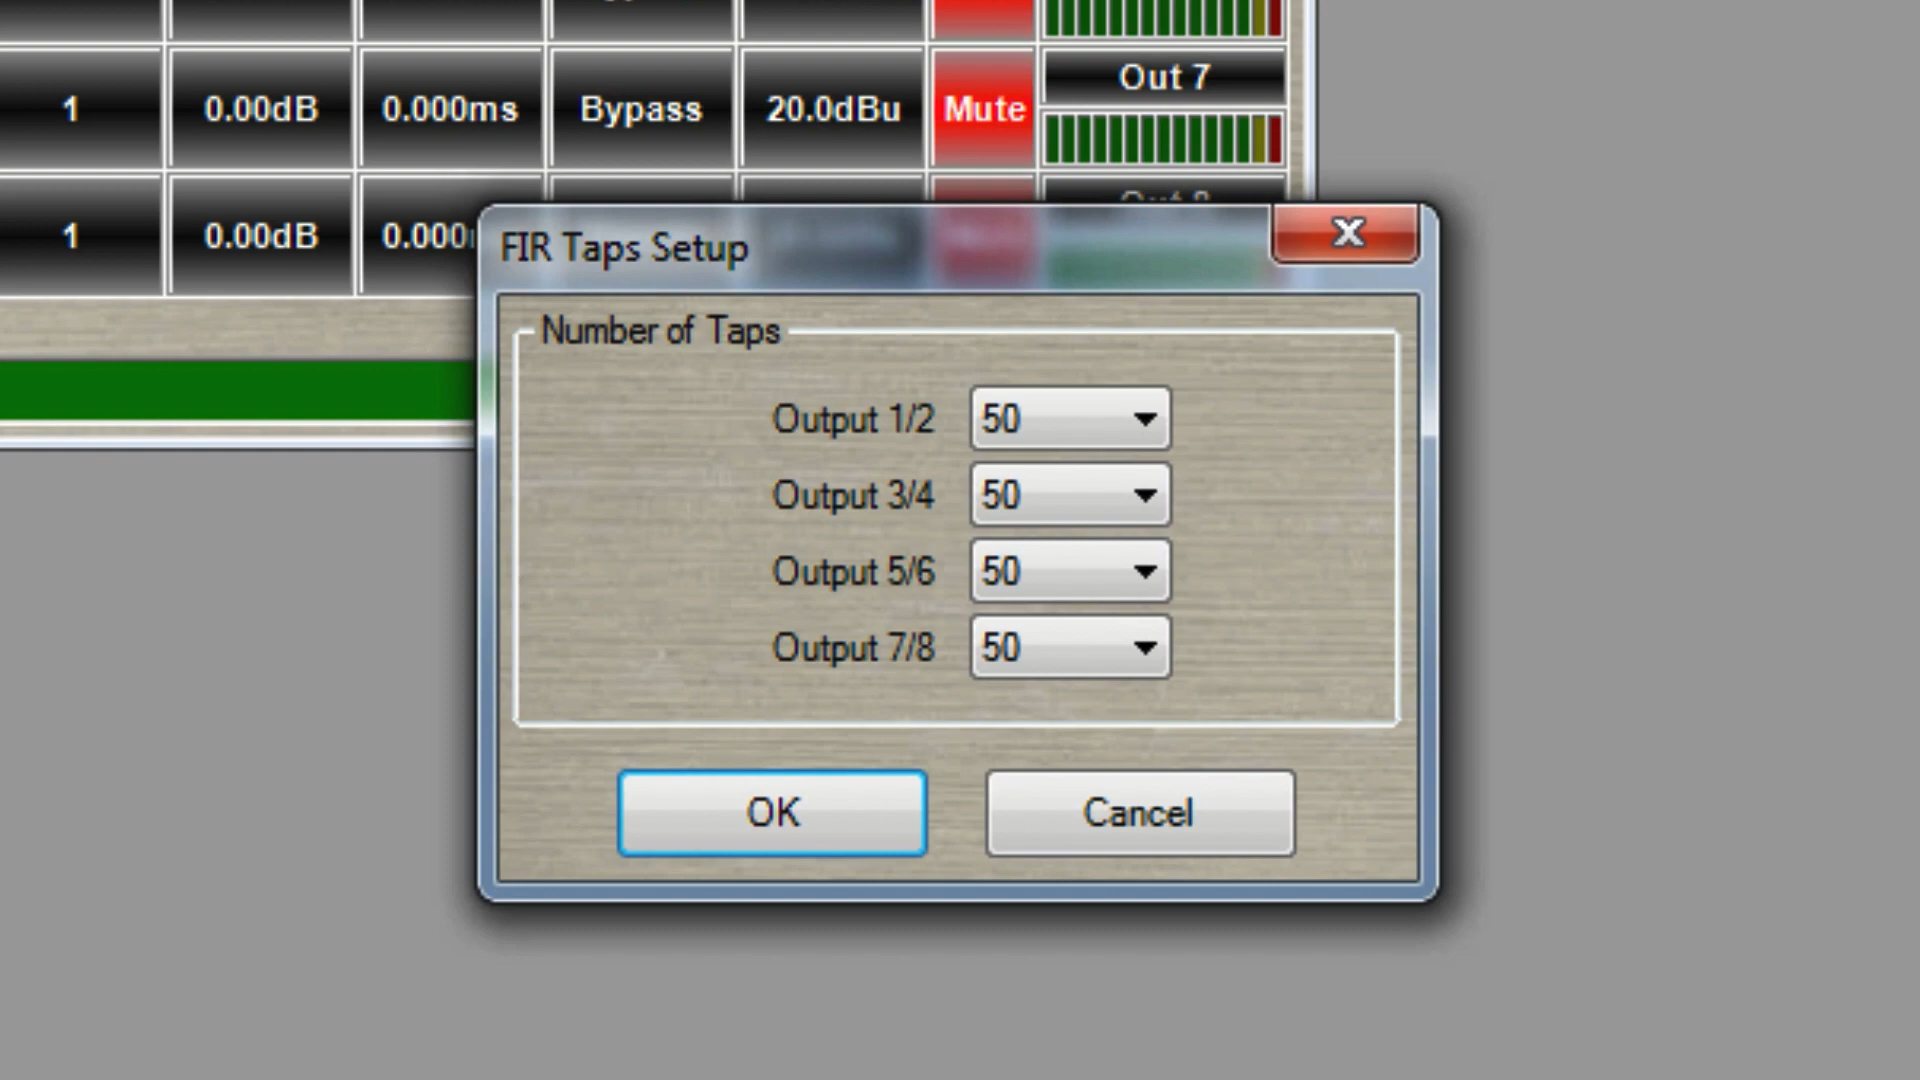 Out 7
1 0.00dB 0.000ms Bypass 20.0dBu Mute
1 0.00dB
FIR Taps Setup
Number of Taps
Output 1/2 50
Output 3/4 50
Output 5/6 50
Output 7/8 50
OK Cancel